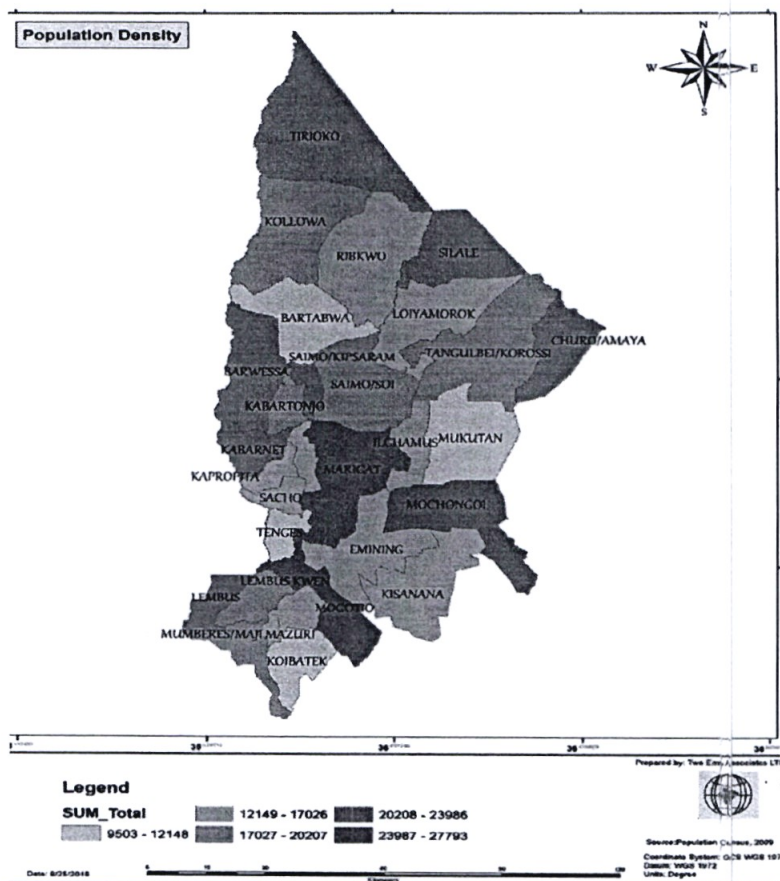 Population Density
N
W E
S
TIRIOKO
KOLLOWA
RIBKWO
SILALE
BARTABWA
LOIYAMOROK
CHURO/AMAYA
SAIMO/KIPSARAM
TANGULBEI/KOROSSI
BARWESSA
SAIMO/SOI
KABARTONJO
ILCHAMUS
MUKUTAN
KABARNET
MARIGAT
KAPROPITA
SACHO
MOCHONGOI
TENGES
EMINING
LEMBUS KWEN
LEMBUS
KISANANA
MOGOTIO
MUMBERES/MAJI MAZURI
KOIBATEK
Legend
SUM_Total
9503 - 12148
12149 - 17026
17027 - 20207
20208 - 23986
23987 - 27793
Source:Population Census, 2009
Datum: WGS 1972
Units: Degree